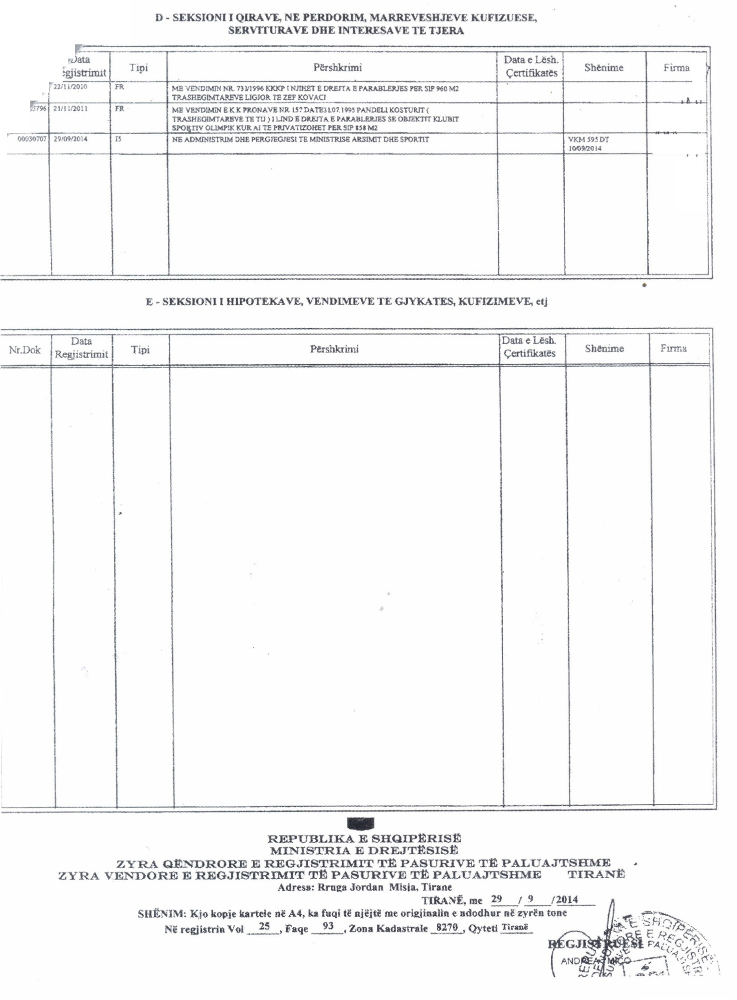 D - SEKSIONI I QIRAVE, NE PERDORIM, MARREVESHJEVE KUFIZUESE,
SERVITURAVE DHE INTERESAVE TE TJERA
Data
egjistrimit
Tipi
Përshkrimi
Data e Lësh.
Çertifikatës
Shënime
Firma
22/11/2010 FR ME VENDIMIN NR. 731/1996 KKKP I NJIHET E DREJTA E PARABLERJES PER SIP 960 M2
TRASHEGIMTAREVE LIGJOR TE ZEF KOVACI
3796 21/11/2011 FR ME VENDIMIN E K K PRONAVE NR 157 DATE31.07.1995 PANDELI KOSTURIT (
TRASHEGIMTAREVE TE TIJ ) I LIND E DREJTA E PARABLERJES SE OBJEKTIT KLUBIT
SPORTIV OLIMPIK KUR AI TE PRIVATIZOHET PER SIP 858 M2
00030707 29/09/2014 I5 NE ADMINISTRIM DHE PERGJEGJESI TE MINISTRISE ARSIMIT DHE SPORTIT VKM 595 DT
10/09/2014
E - SEKSIONI I HIPOTEKAVE, VENDIMEVE TE GJYKATES, KUFIZIMEVE, etj
Nr.Dok
Data
Regjistrimit
Tipi
Përshkrimi
Data e Lësh.
Çertifikatës
Shënime
Firma
REPUBLIKA E SHQIPËRISË
MINISTRIA E DREJTËSISË
ZYRA QËNDRORE E REGJISTRIMIT TË PASURIVE TË PALUAJTSHME
ZYRA VENDORE E REGJISTRIMIT TË PASURIVE TË PALUAJTSHME TIRANË
Adresa: Rruga Jordan Misja, Tirane
TIRANË, me 29 / 9 /2014
SHËNIM: Kjo kopje kartele në A4, ka fuqi të njëjtë me origjinalin e ndodhur në zyrën tone
Në regjistrin Vol 25, Faqe 93, Zona Kadastrale 8270, Qyteti Tiranë
REGJISTRUESI
ANDREA MICO